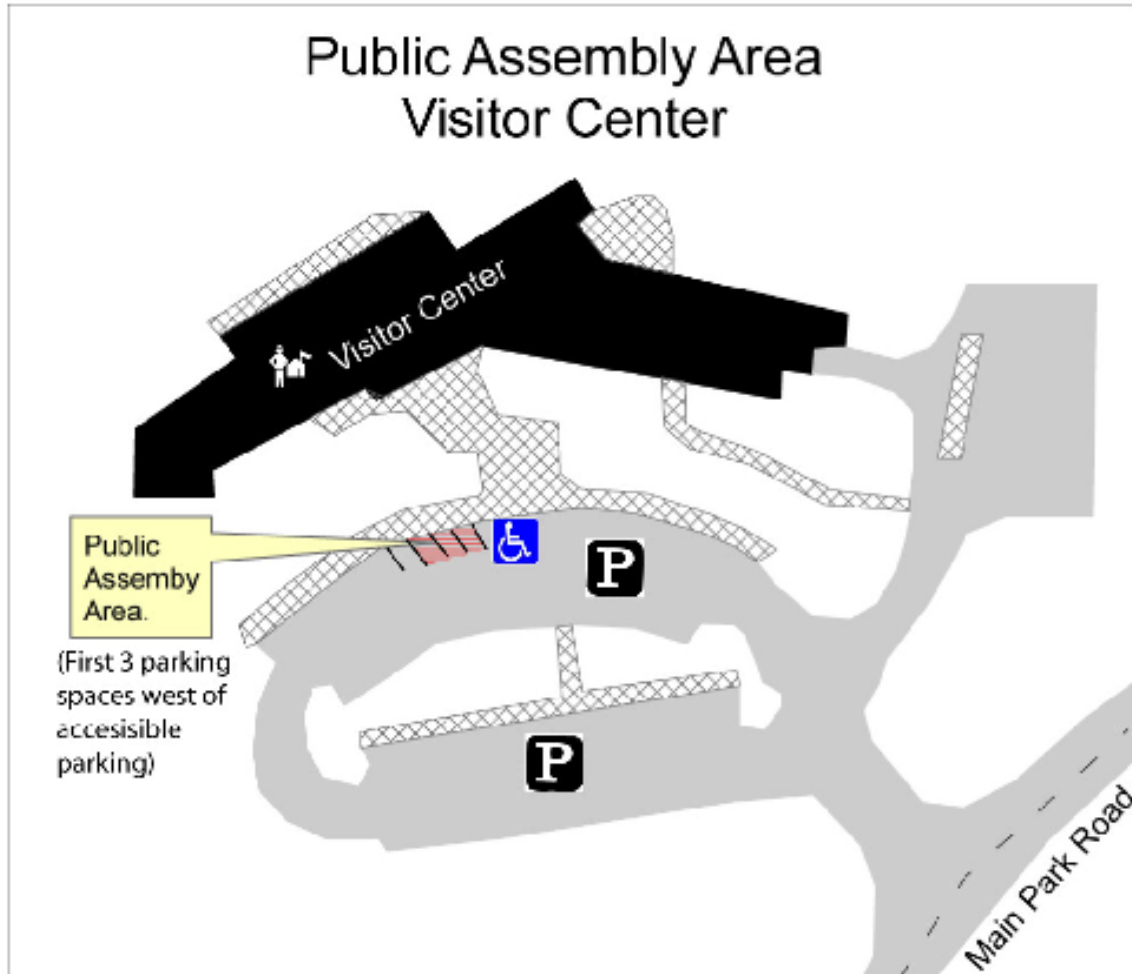 Public Assembly Area
Visitor Center
Visitor Center
Public
Assemby
Area.
(First 3 parking
spaces west of
accesisible
parking)
P
P
Main Park Road